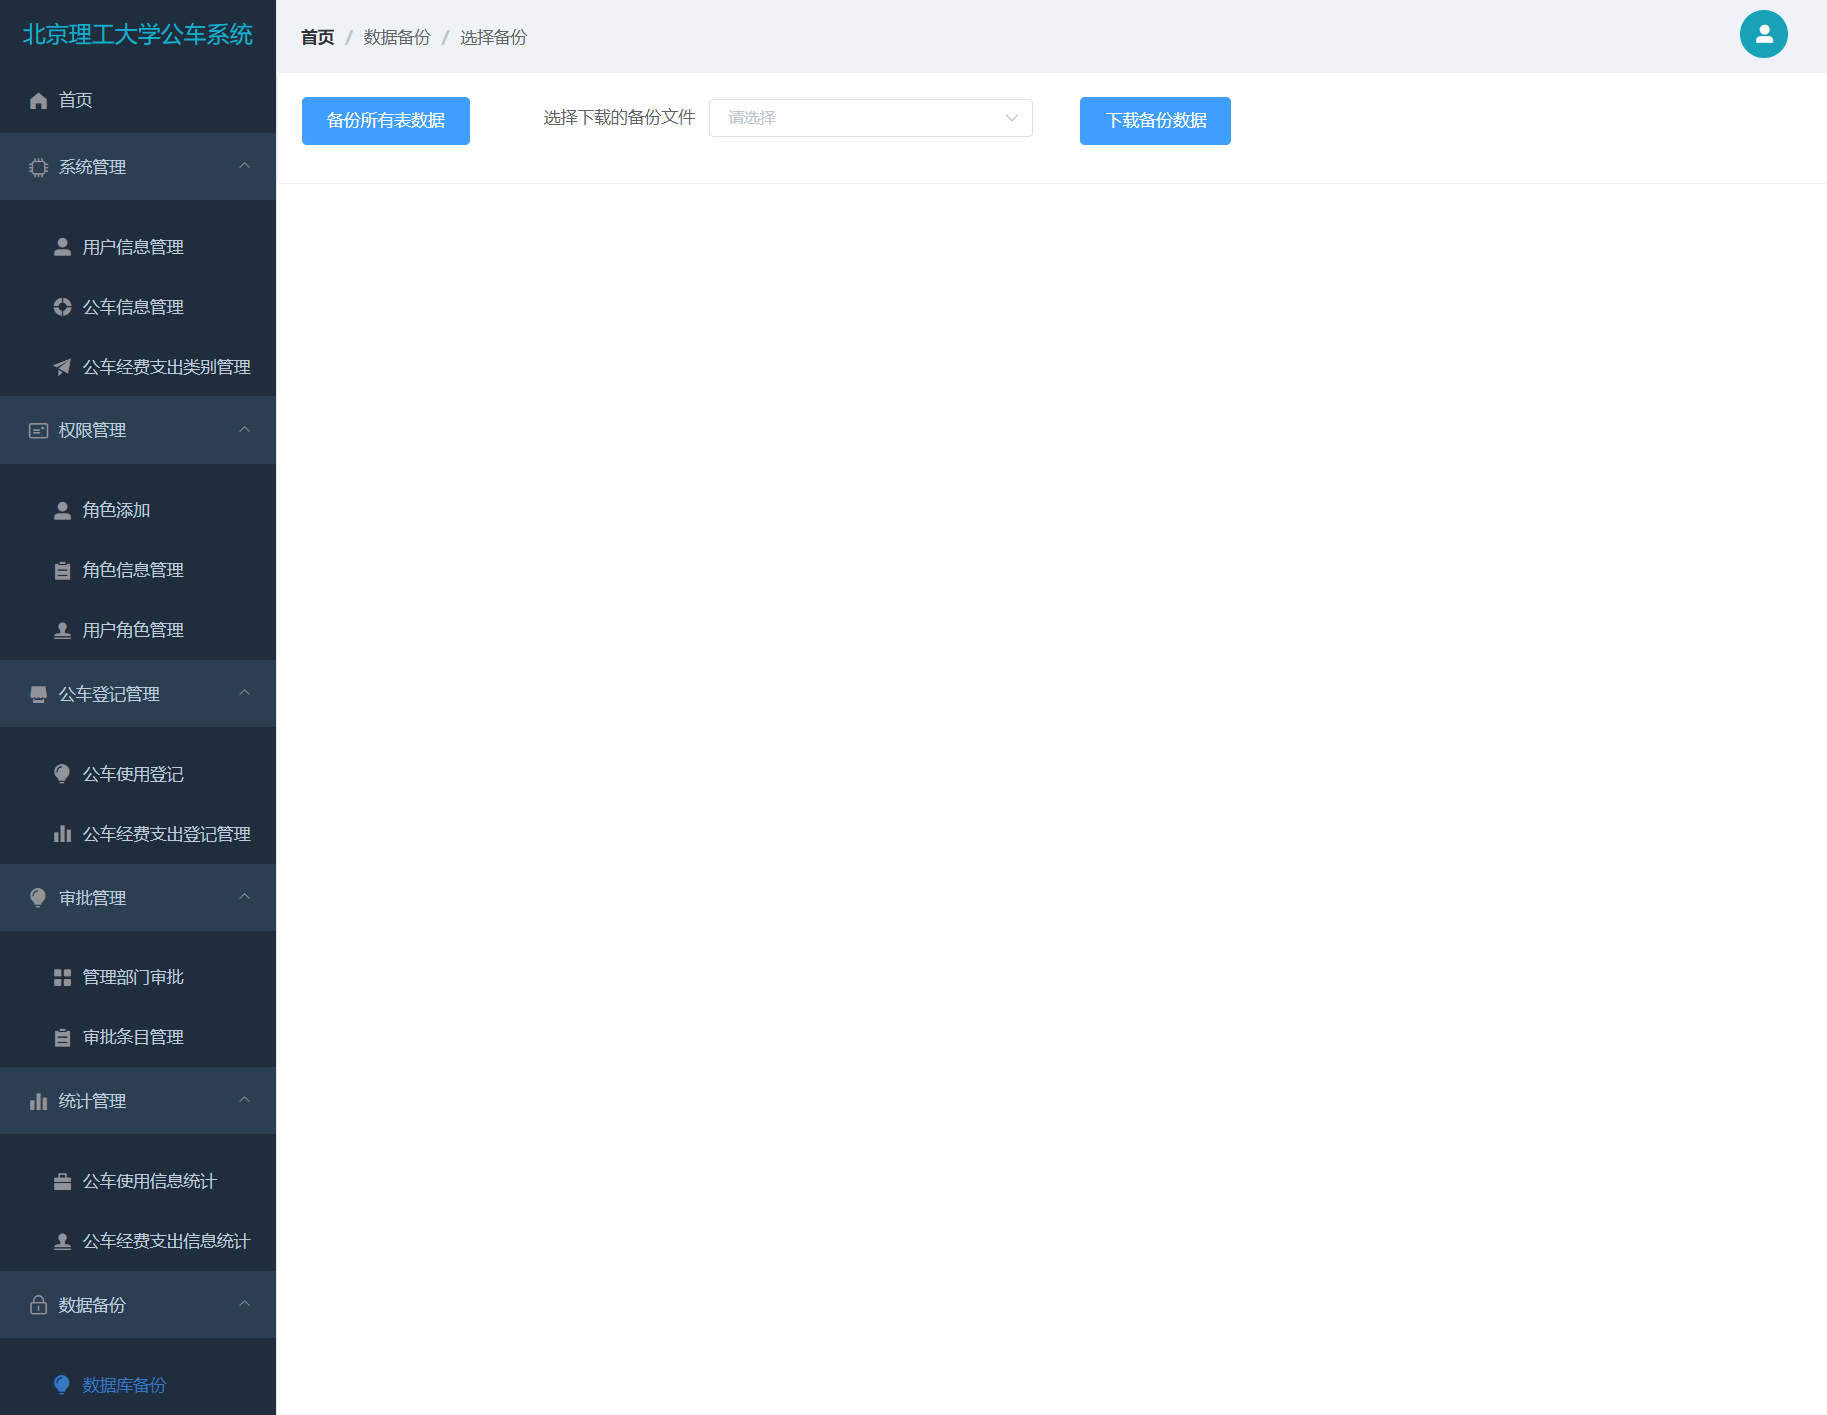 北京理工大学公车系统
首页
系统管理
用户信息管理
公车信息管理
公车经费支出类别管理
权限管理
角色添加
角色信息管理
用户角色管理
公车登记管理
公车使用登记
公车经费支出登记管理
审批管理
管理部门审批
审批条目管理
统计管理
公车使用信息统计
公车经费支出信息统计
数据备份
数据库备份
首页 / 数据备份 / 选择备份
备份所有表数据 选择下载的备份文件 请选择 下载备份数据